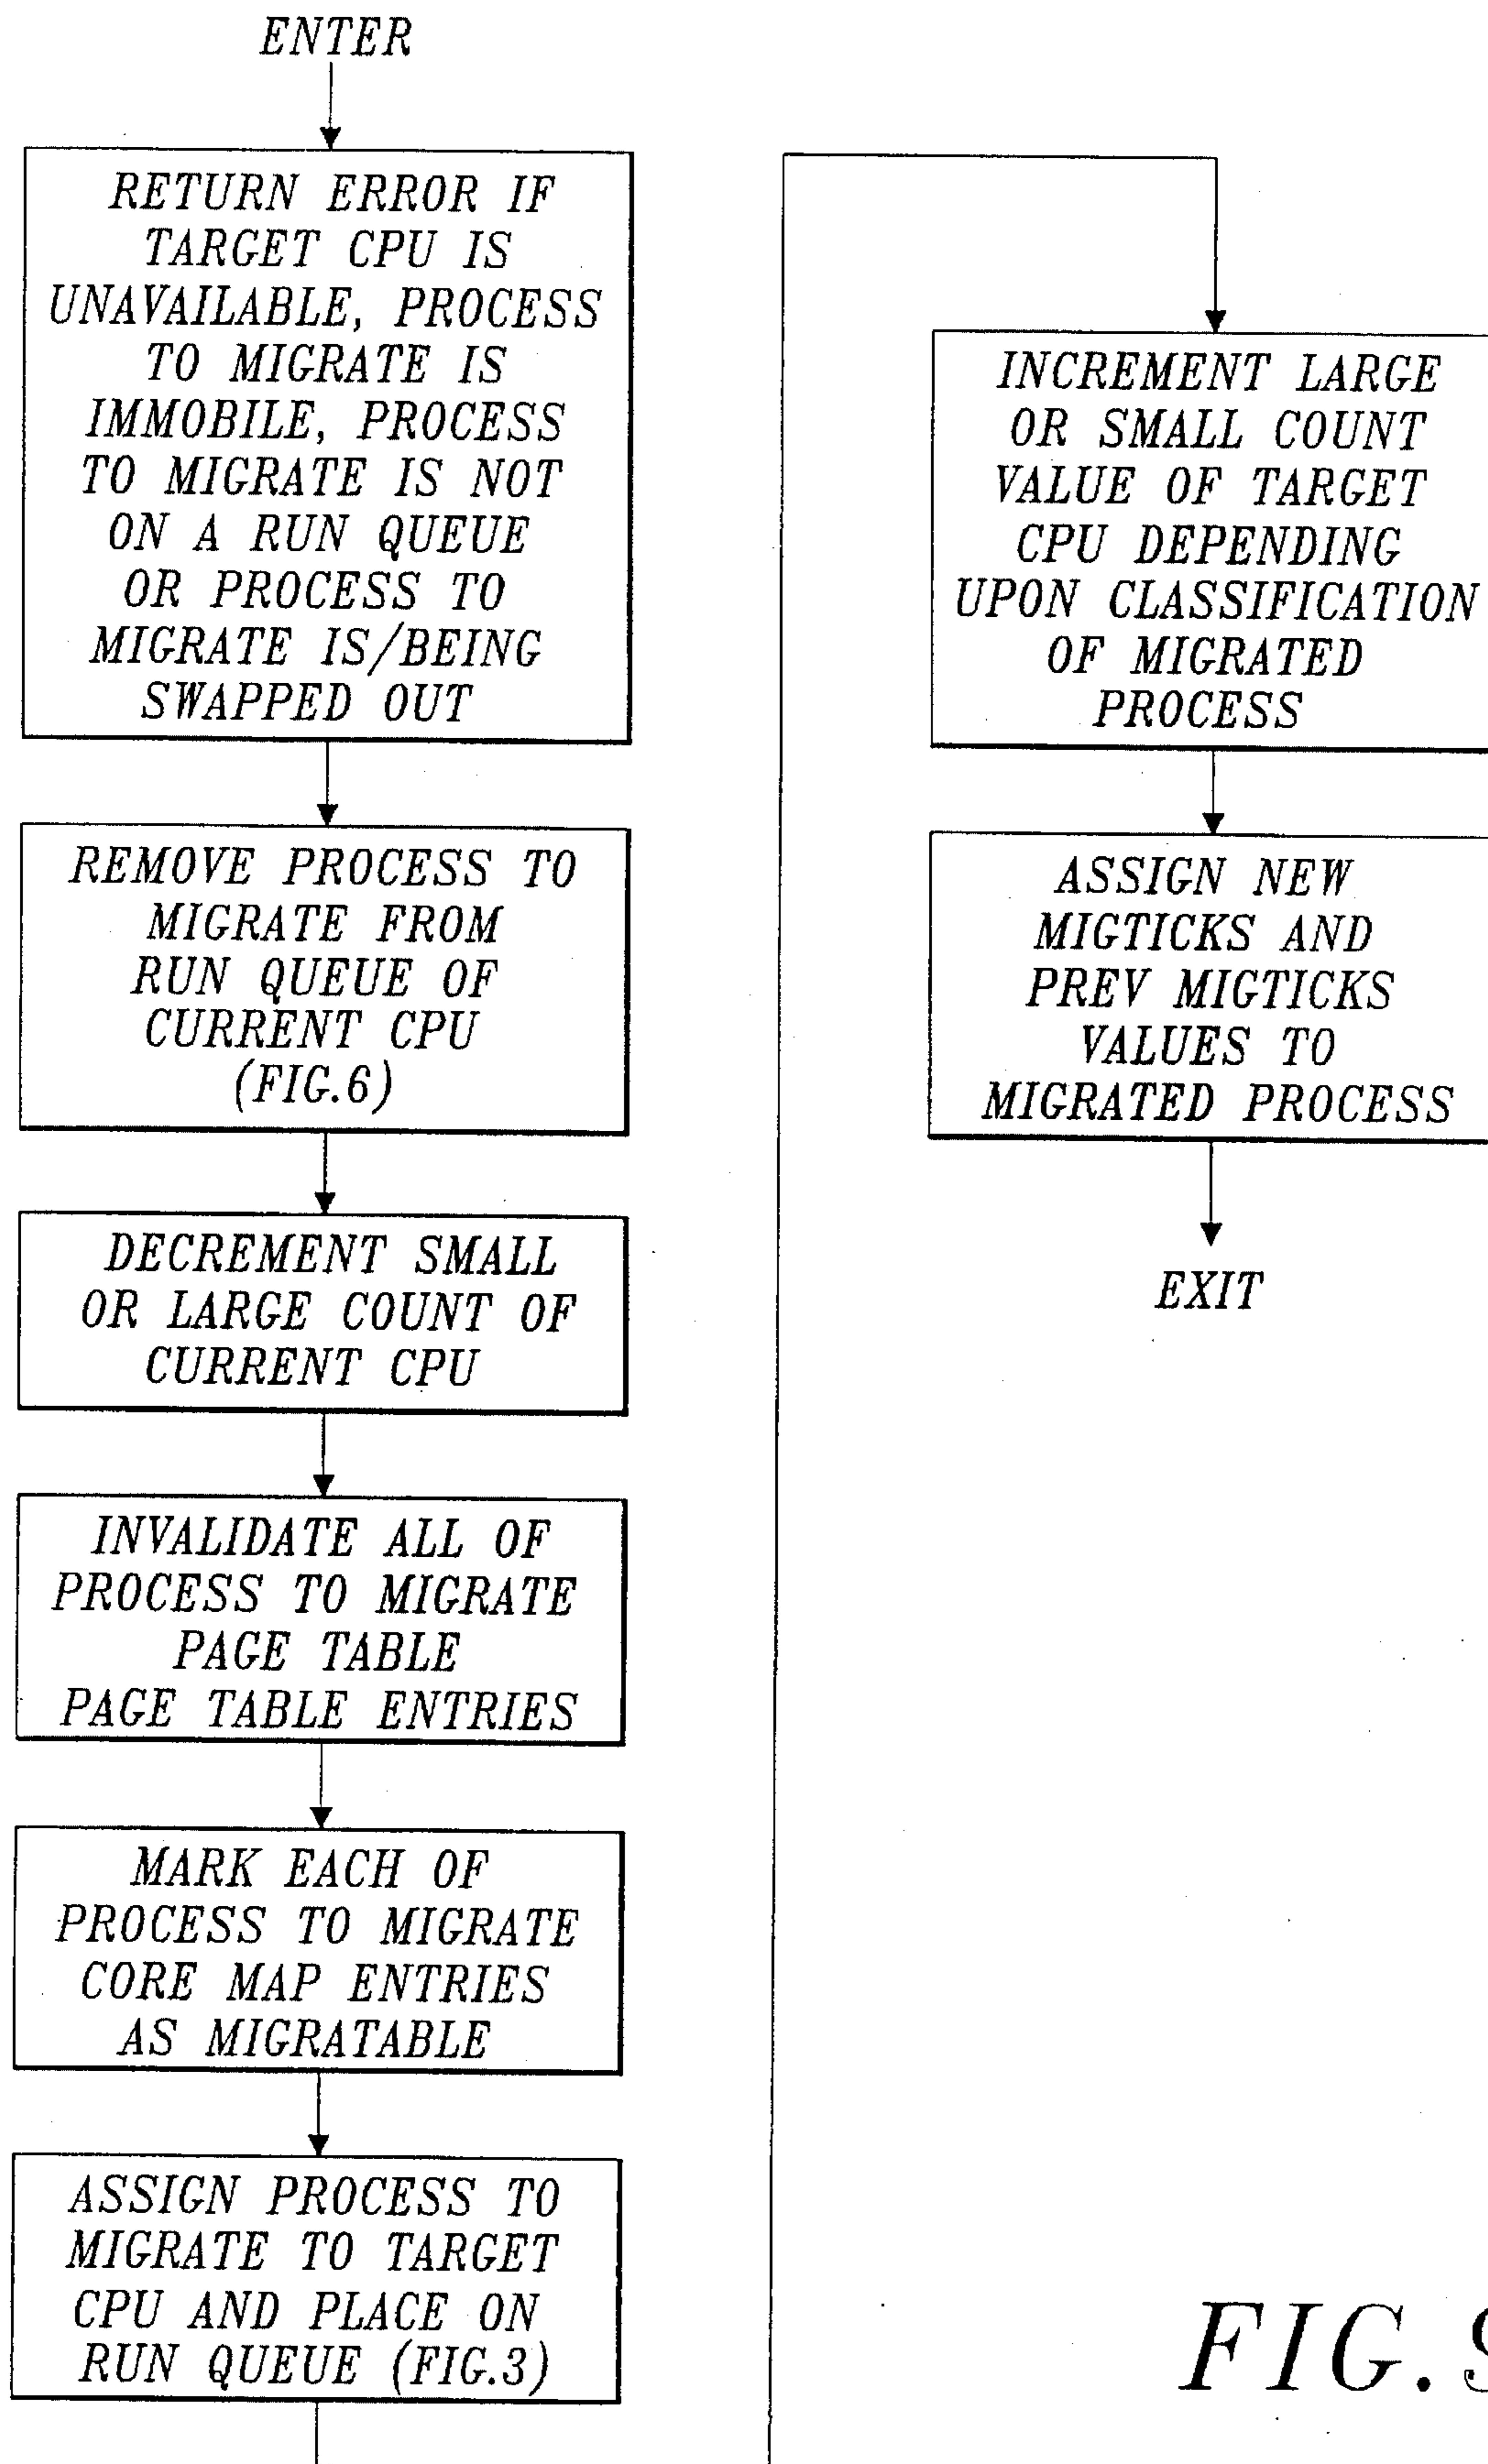 ENTER
RETURN ERROR IF
TARGET CPU IS
UNAVAILABLE, PROCESS
TO MIGRATE IS
IMMOBILE, PROCESS
TO MIGRATE IS NOT
ON A RUN QUEUE
OR PROCESS TO
MIGRATE IS/BEING
SWAPPED OUT
REMOVE PROCESS TO
MIGRATE FROM
RUN QUEUE OF
CURRENT CPU
(FIG.6)
DECREMENT SMALL
OR LARGE COUNT OF
CURRENT CPU
INVALIDATE ALL OF
PROCESS TO MIGRATE
PAGE TABLE
PAGE TABLE ENTRIES
MARK EACH OF
PROCESS TO MIGRATE
CORE MAP ENTRIES
AS MIGRATABLE
ASSIGN PROCESS TO
MIGRATE TO TARGET
CPU AND PLACE ON
RUN QUEUE (FIG.3)
INCREMENT LARGE
OR SMALL COUNT
VALUE OF TARGET
CPU DEPENDING
UPON CLASSIFICATION
OF MIGRATED
PROCESS
ASSIGN NEW
MIGTICKS AND
PREV MIGTICKS
VALUES TO
MIGRATED PROCESS
EXIT
FIG.9